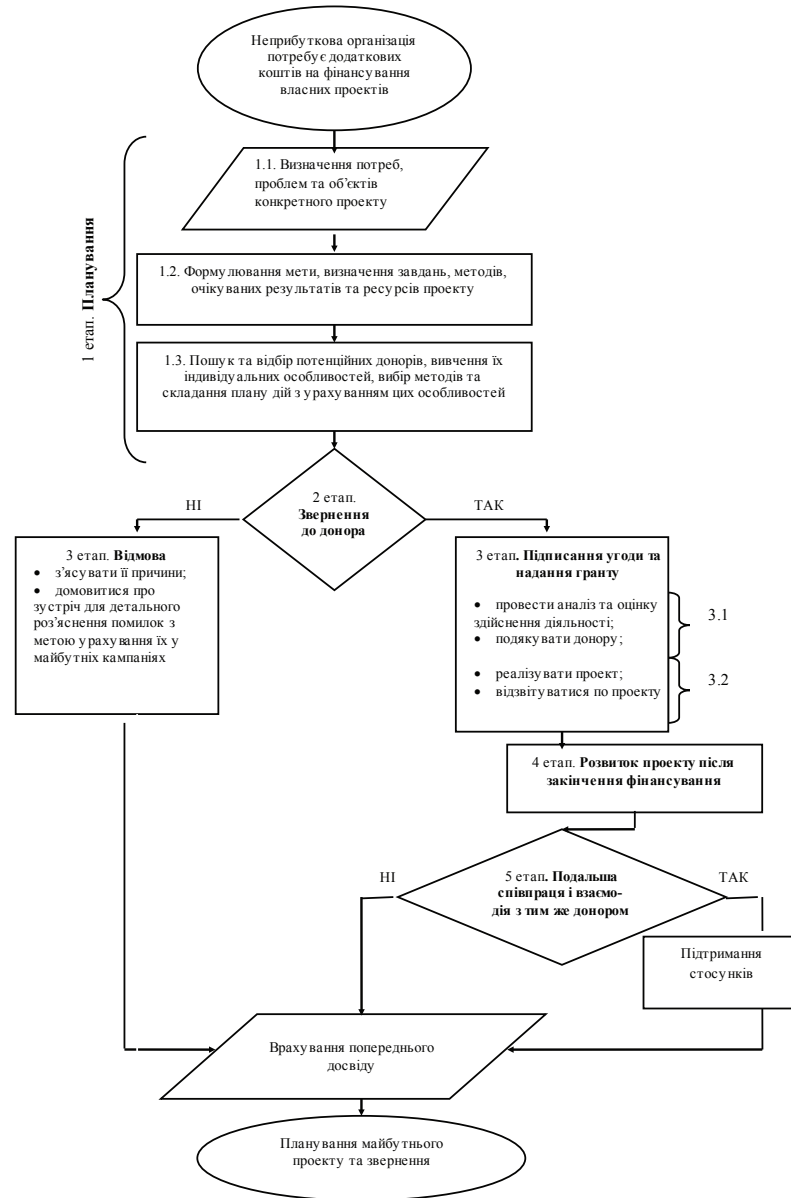 Неприбуткова організація
потребує додаткових
коштів на фінансування
власних проектів
1 етап. Планування
1.1. Визначення потреб,
проблем та об’єктів
конкретного проекту
1.2. Формулювання мети, визначення завдань, методів,
очікуваних результатів та ресурсів проекту
1.3. Пошук та відбір потенційних донорів, вивчення їх
індивідуальних особливостей, вибір методів та
складання плану дій з урахуванням цих особливостей
2 етап.
Звернення
до донора
НІ
ТАК
3 етап. Відмова
• з’ясувати її причини;
• домовитися про
зустріч для детального
роз’яснення помилок з
метою урахування їх у
майбутніх кампаніях
3 етап. Підписання угоди та
надання гранту
• провести аналіз та оцінку
здійснення діяльності;
• подякувати донору;
3.1
• реалізувати проект;
• відзвітуватися по проекту
3.2
4 етап. Розвиток проекту після
закінчення фінансування
5 етап. Подальша
співпраця і взаємо-
дія з тим же донором
НІ
ТАК
Підтримання
стосунків
Врахування попереднього
досвіду
Планування майбутнього
проекту та звернення